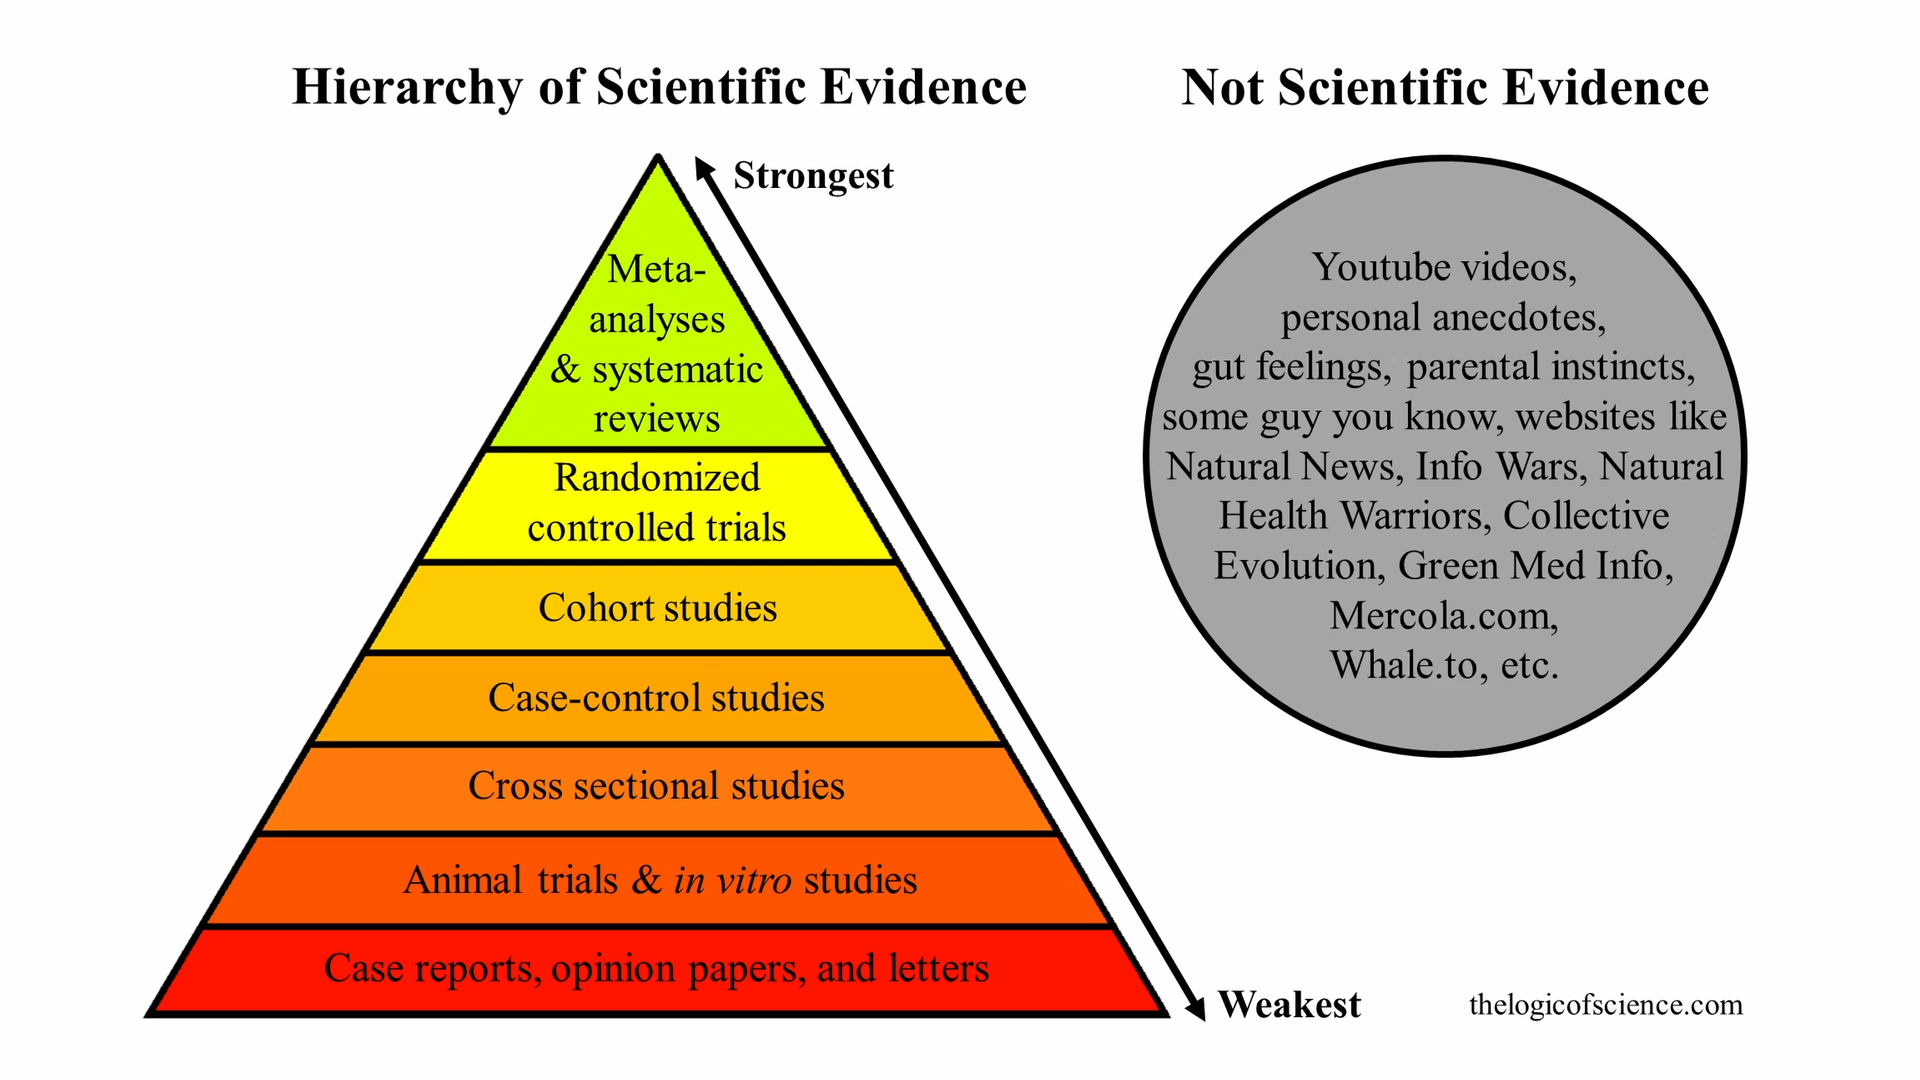 Hierarchy of Scientific Evidence
Not Scientific Evidence
Strongest
Meta-
analyses
& systematic
reviews
Randomized
controlled trials
Cohort studies
Case-control studies
Cross sectional studies
Animal trials & in vitro studies
Case reports, opinion papers, and letters
Weakest
Youtube videos,
personal anecdotes,
gut feelings, parental instincts,
some guy you know, websites like
Natural News, Info Wars, Natural
Health Warriors, Collective
Evolution, Green Med Info,
Mercola.com,
Whale.to, etc.
thelogicofscience.com